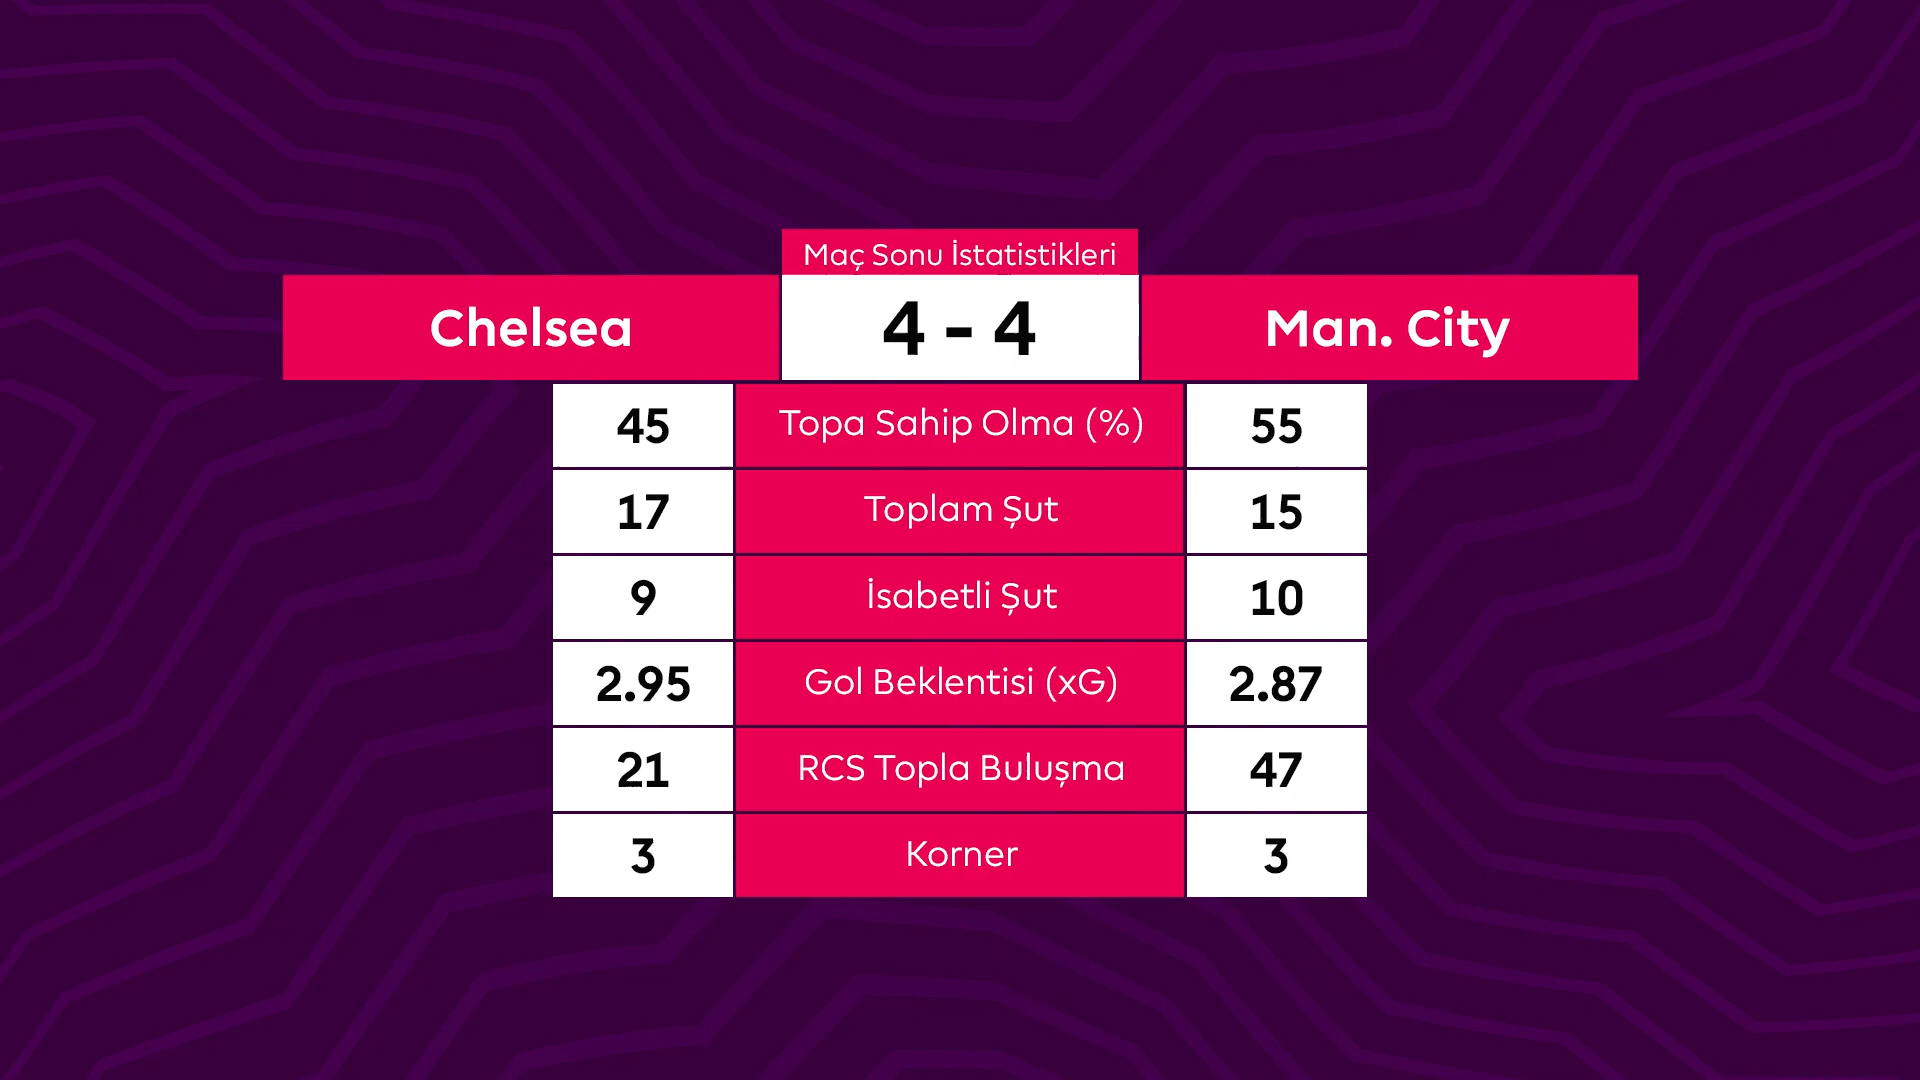 Maç Sonu İstatistikleri
Chelsea 4 - 4 Man. City
45 Topa Sahip Olma (%) 55
17 Toplam Şut 15
9 İsabetli Şut 10
2.95 Gol Beklentisi (xG) 2.87
21 RCS Topla Buluşma 47
3 Korner 3